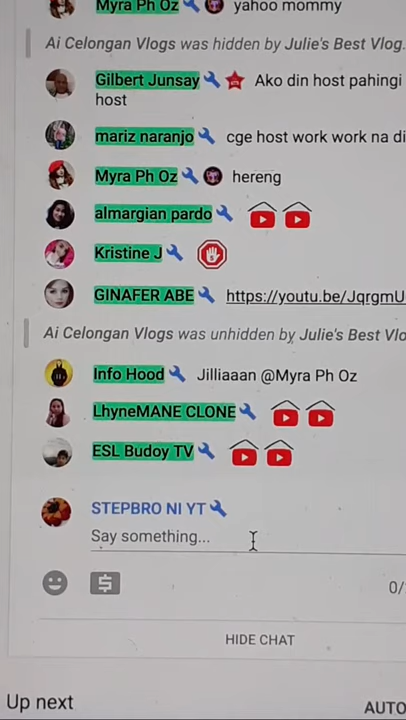 Myra Ph Oz yahoo mommy
Ai Celongan Vlogs was hidden by Julie's Best Vlog.
Gilbert Junsay Ako din host pahingi
host
mariz naranjo cge host work work na di
Myra Ph Oz hereng
almargian pardo
Kristine J
GINAFER ABE https://youtu.be/JqrgmU
Ai Celongan Vlogs was unhidden by Julie's Best Vlo
Info Hood Jilliaaan @Myra Ph Oz
LhyneMANE CLONE
ESL Budoy TV
STEPBRO NI YT
Say something...
0/
HIDE CHAT
Up next
AUTO